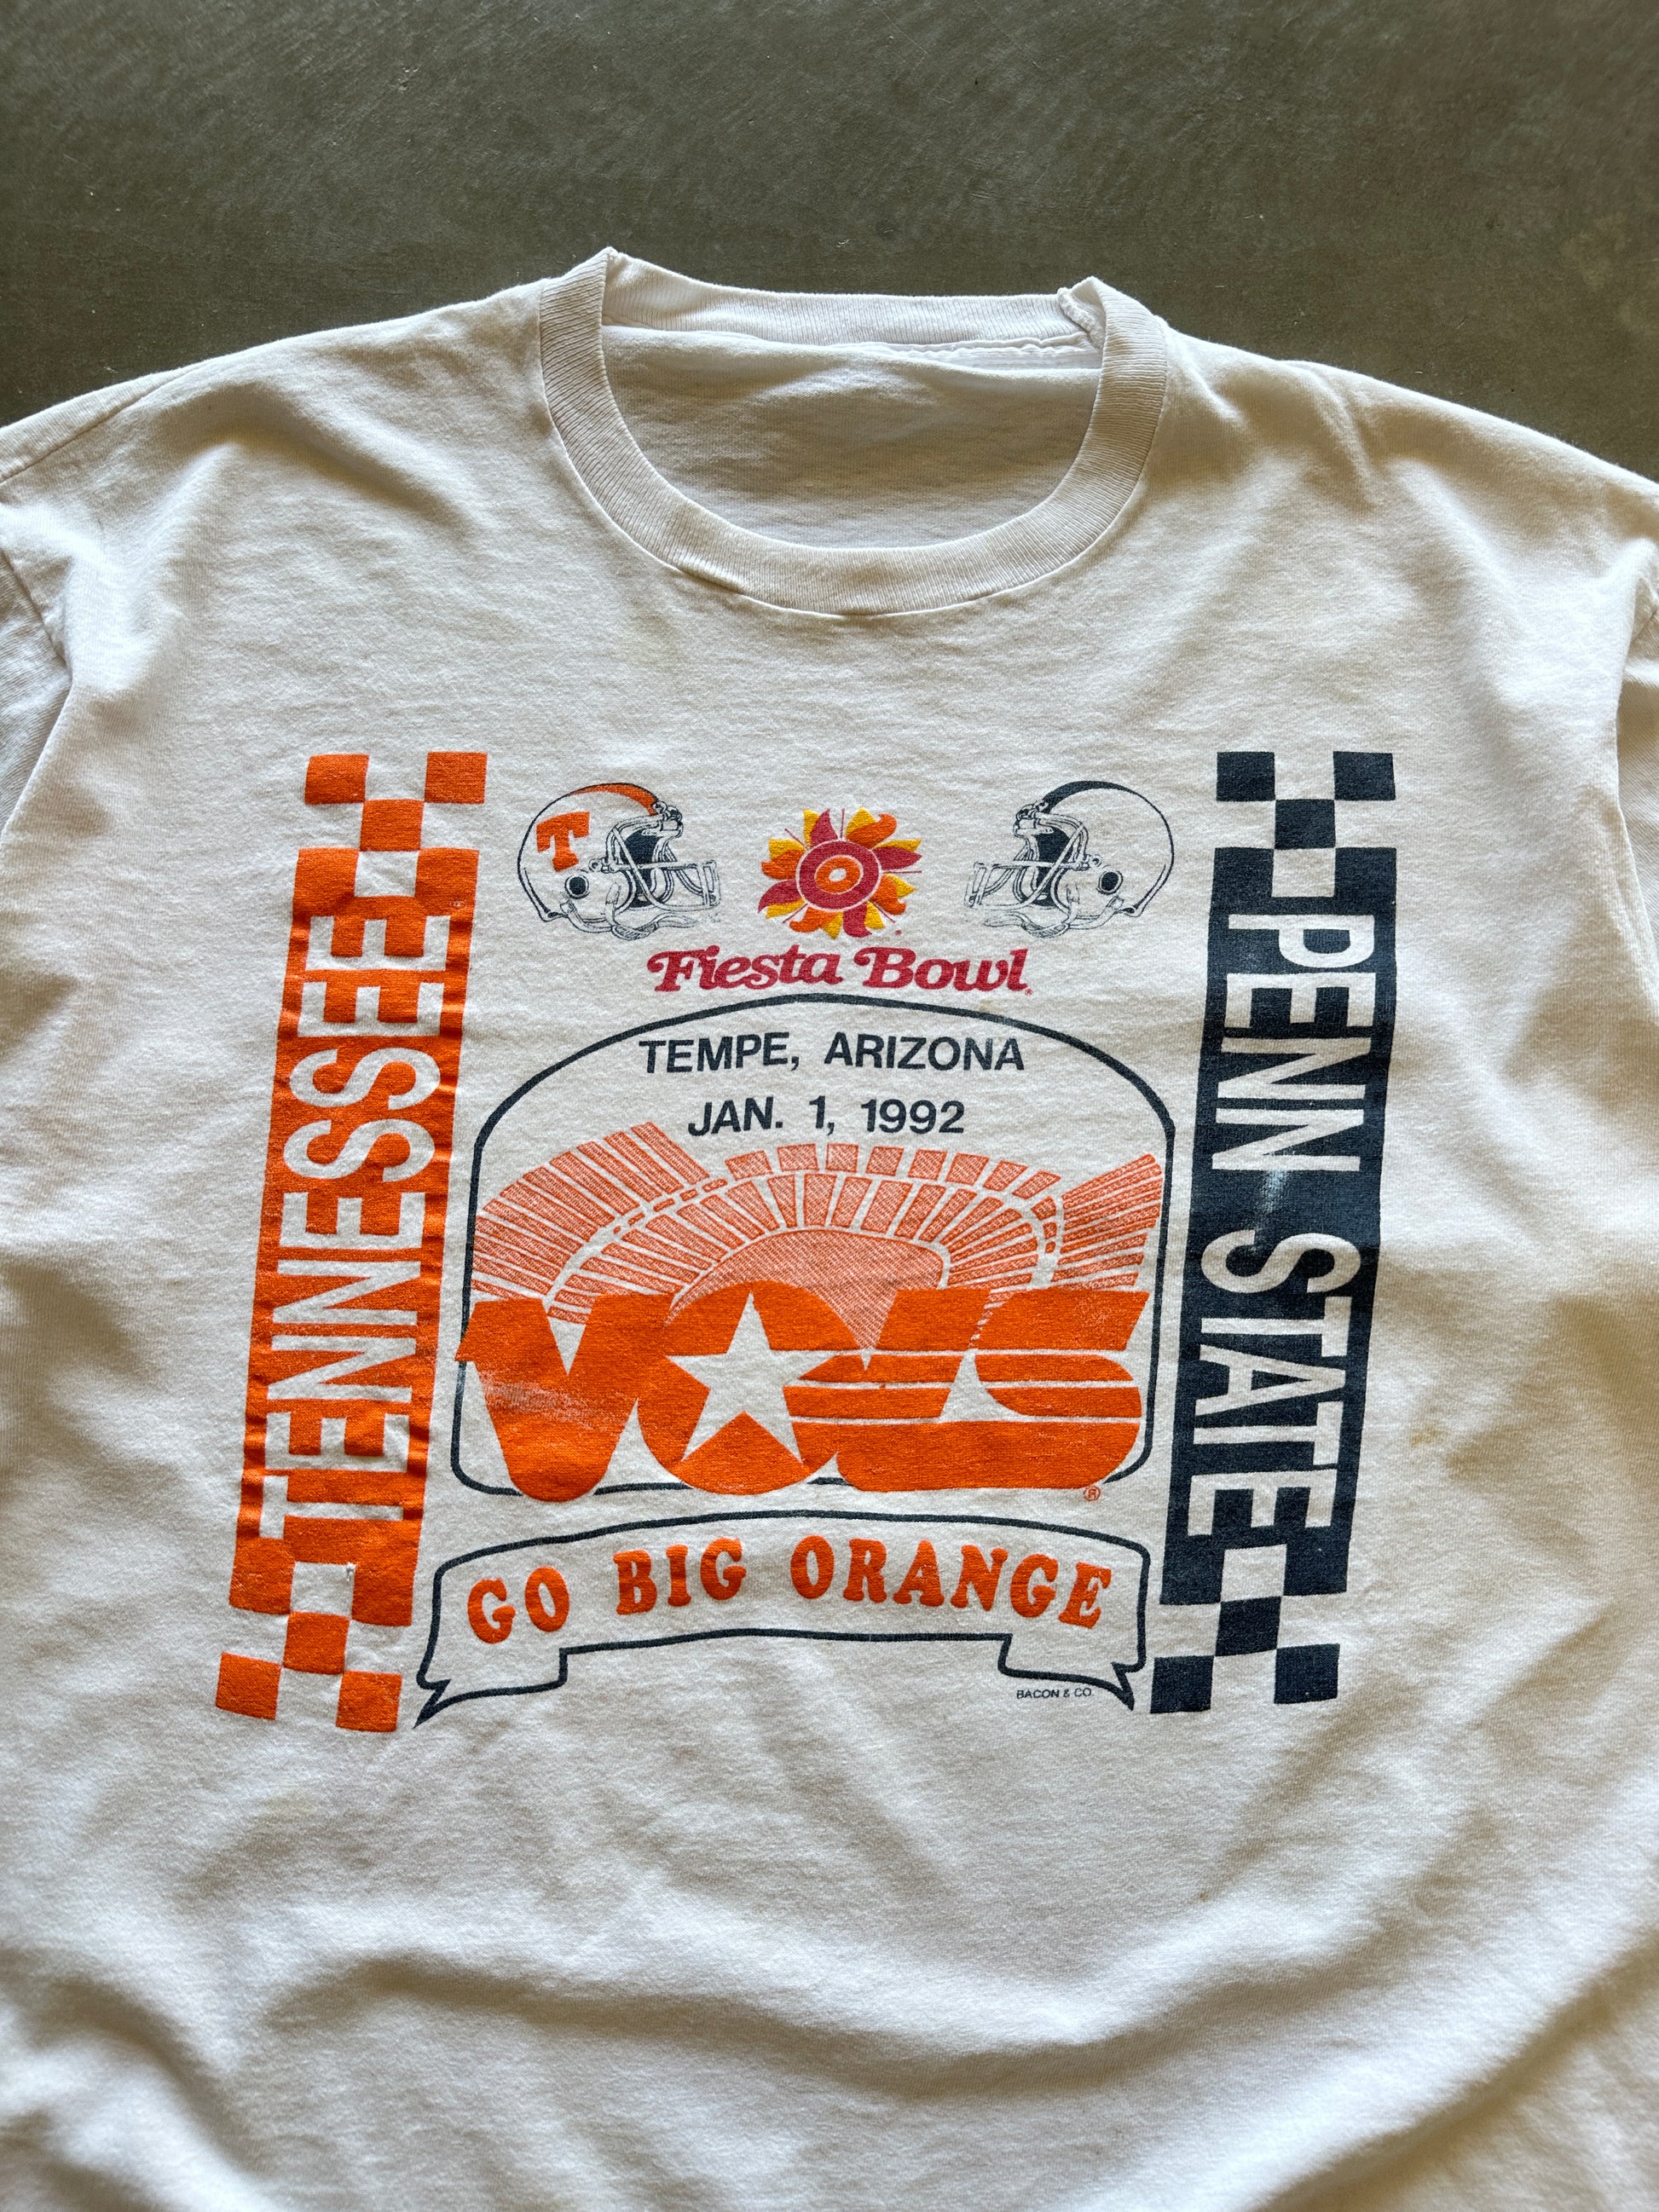 TENNESSEE
T
Fiesta Bowl
TEMPE, ARIZONA
JAN. 1, 1992
VOLS
®
GO BIG ORANGE
BACON & CO.
PENN STATE